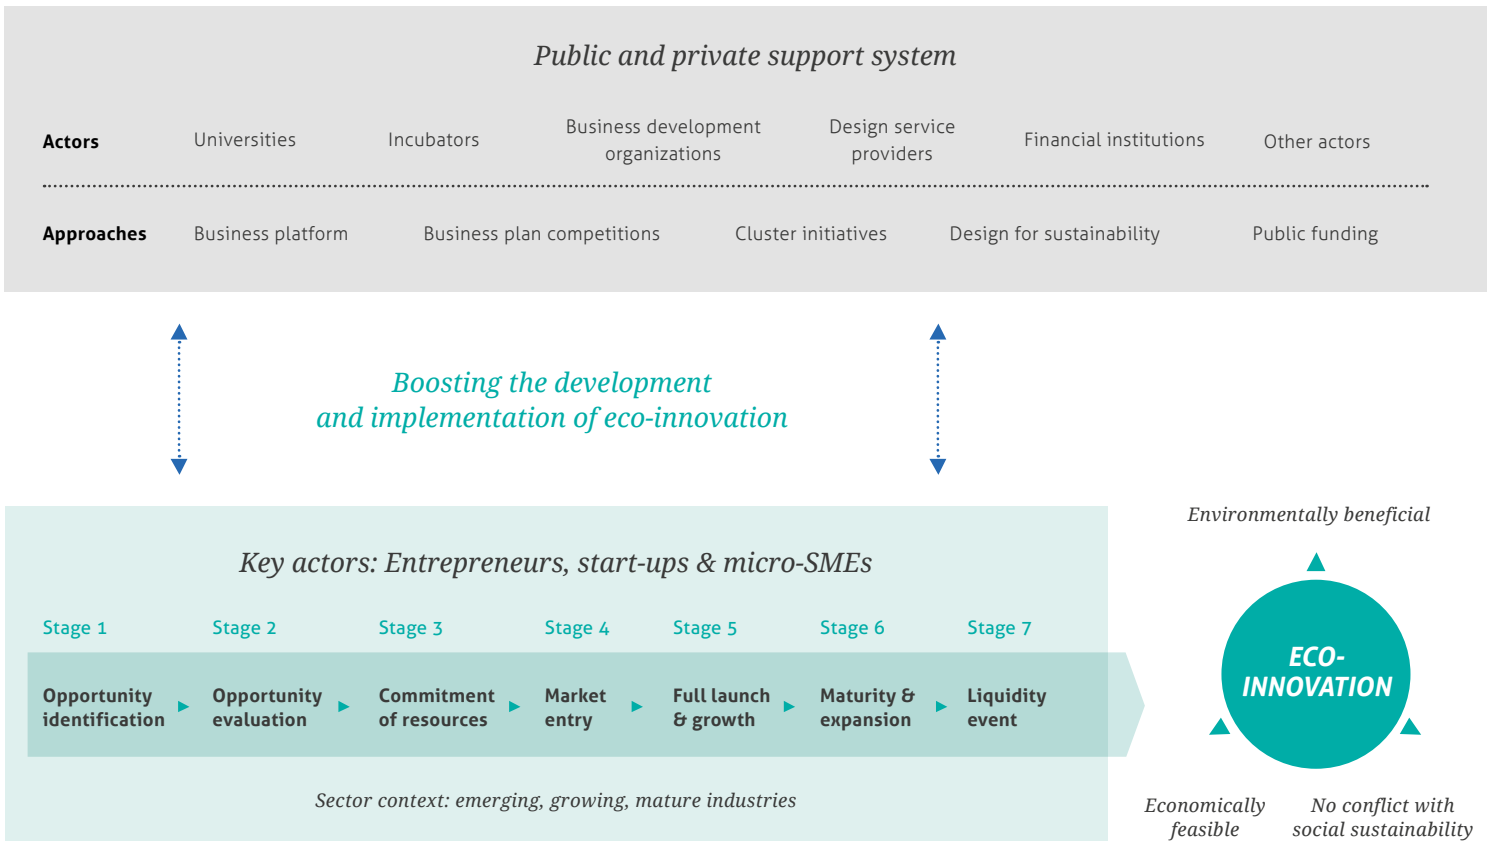 Public and private support system
Actors
Universities
Incubators
Business development
organizations
Design service
providers
Financial institutions
Other actors
Approaches
Business platform
Business plan competitions
Cluster initiatives
Design for sustainability
Public funding
Boosting the development
and implementation of eco-innovation
Key actors: Entrepreneurs, start-ups & micro-SMEs
Stage 1
Stage 2
Stage 3
Stage 4
Stage 5
Stage 6
Stage 7
Opportunity
identification
Opportunity
evaluation
Commitment
of resources
Market
entry
Full launch
& growth
Maturity &
expansion
Liquidity
event
Sector context: emerging, growing, mature industries
Environmentally beneficial
ECO-
INNOVATION
Economically
feasible
No conflict with
social sustainability